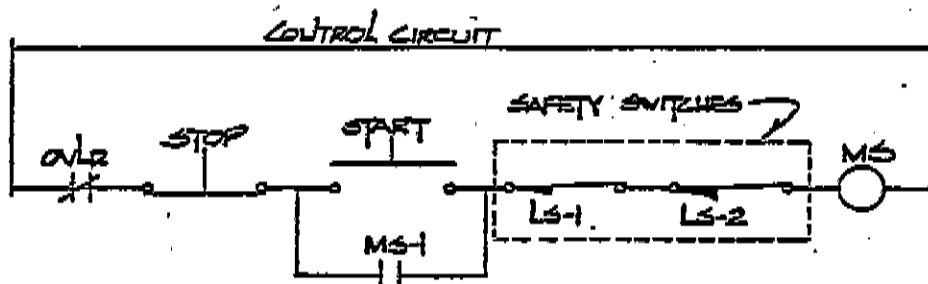 CONTROL CIRCUIT
SAFETY SWITCHES
OVLR
STOP
START
MS
LS-1
LS-2
MS-1